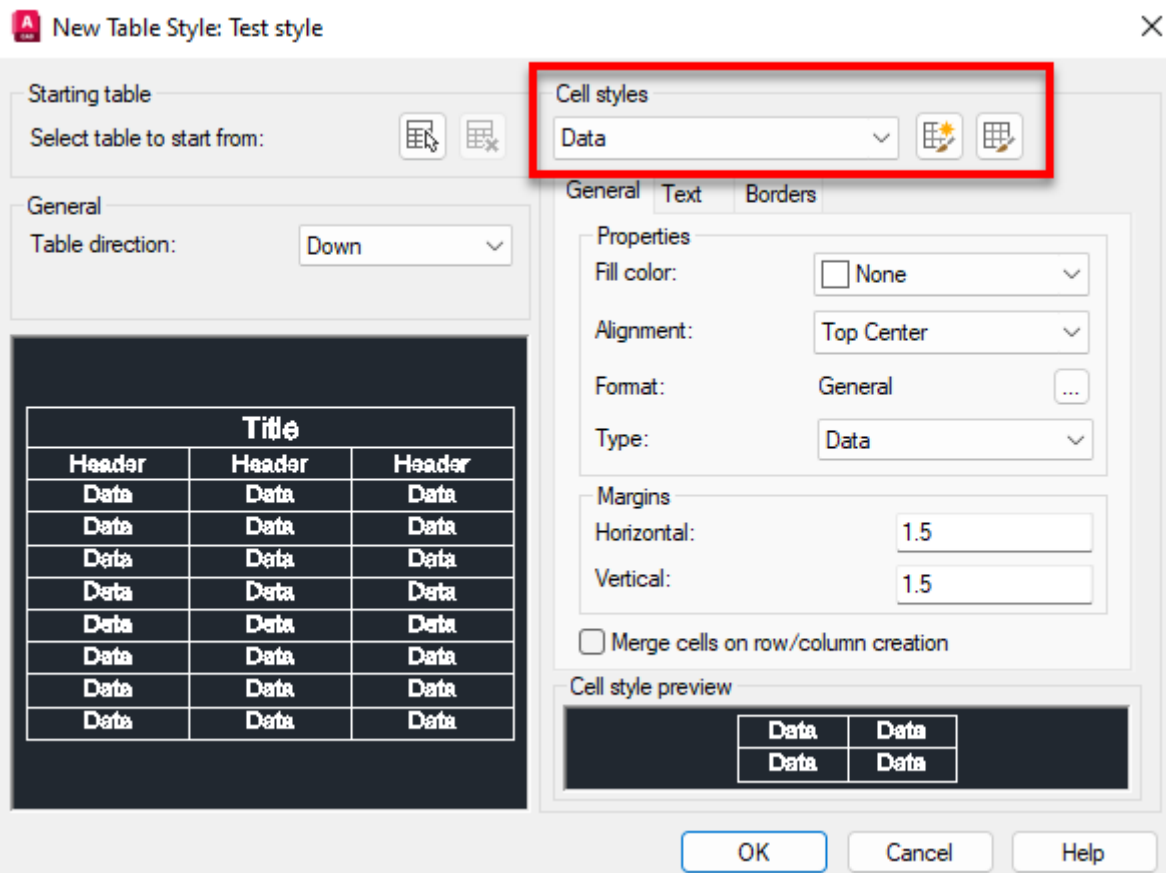 A
CAD
New Table Style: Test style
Starting table
Select table to start from:
General
Table direction:
Down
Title
Header Header Header
Data Data Data
Data Data Data
Data Data Data
Data Data Data
Data Data Data
Data Data Data
Data Data Data
Data Data Data
Cell styles
Data
General Text Borders
Properties
Fill color: None
Alignment: Top Center
Format: General ...
Type: Data
Margins
Horizontal: 1.5
Vertical: 1.5
Merge cells on row/column creation
Cell style preview
Data Data
Data Data
OK Cancel Help